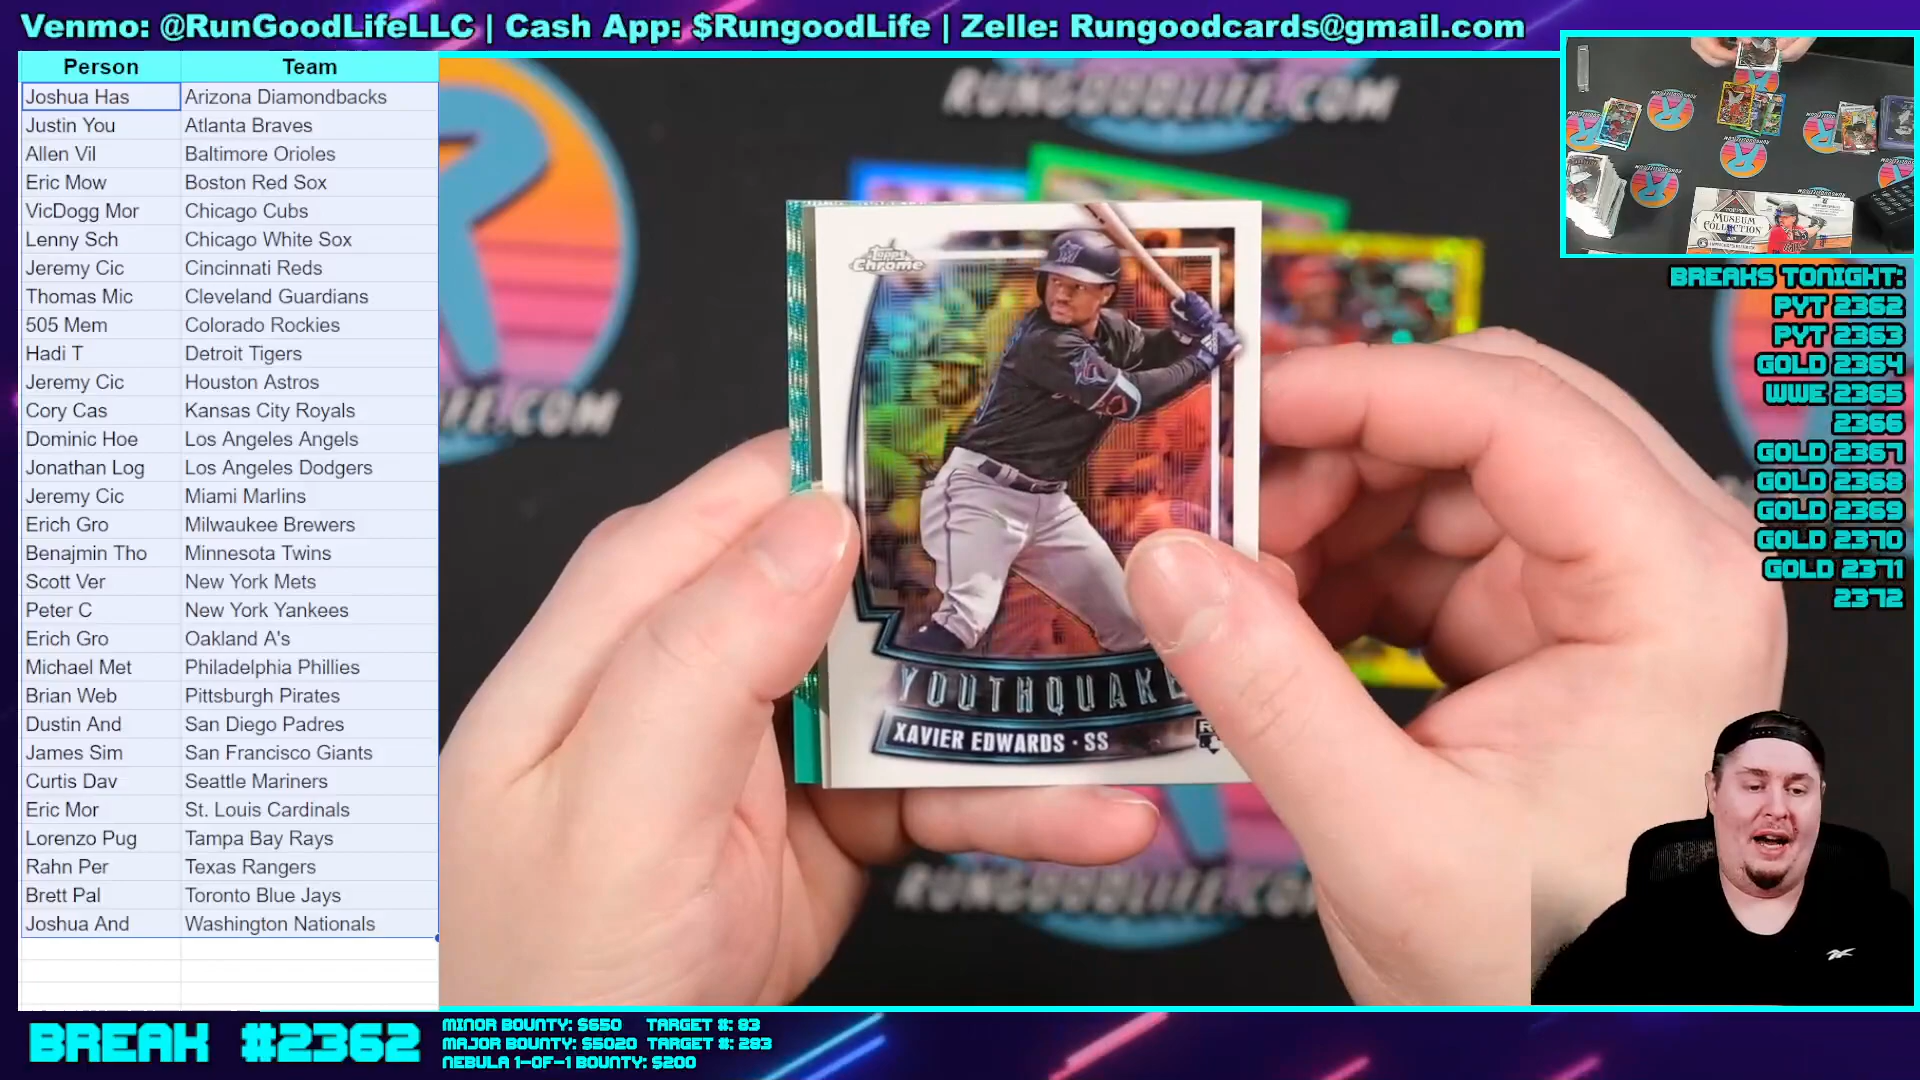 Venmo: @RunGoodLifeLLC | Cash App: $RungoodLife | Zelle: Rungoodcards@gmail.com
Person Team
Joshua Has Arizona Diamondbacks
Justin You Atlanta Braves
Allen Vil Baltimore Orioles
Eric Mow Boston Red Sox
VicDogg Mor Chicago Cubs
Lenny Sch Chicago White Sox
Jeremy Cic Cincinnati Reds
Thomas Mic Cleveland Guardians
505 Mem Colorado Rockies
Hadi T Detroit Tigers
Jeremy Cic Houston Astros
Cory Cas Kansas City Royals
Dominic Hoe Los Angeles Angels
Jonathan Log Los Angeles Dodgers
Jeremy Cic Miami Marlins
Erich Gro Milwaukee Brewers
Benajmin Tho Minnesota Twins
Scott Ver New York Mets
Peter C New York Yankees
Erich Gro Oakland A's
Michael Met Philadelphia Phillies
Brian Web Pittsburgh Pirates
Dustin And San Diego Padres
James Sim San Francisco Giants
Curtis Dav Seattle Mariners
Eric Mor St. Louis Cardinals
Lorenzo Pug Tampa Bay Rays
Rahn Per Texas Rangers
Brett Pal Toronto Blue Jays
Joshua And Washington Nationals
RUNGOODLIFE.COM
IFE.COM
Topps
Chrome
YOUTHQUAKE
XAVIER EDWARDS · SS
RUNGOODLIFE.COM
MUSEUM
COLLECTION
BREAKS TONIGHT:
PYT 2362
PYT 2363
GOLD 2364
WWE 2365
2366
GOLD 2367
GOLD 2368
GOLD 2369
GOLD 2370
GOLD 2371
2372
BREAK #2362
MINOR BOUNTY: $650 TARGET #: 83
MAJOR BOUNTY: $5020 TARGET #: 283
NEBULA 1-OF-1 BOUNTY: $200